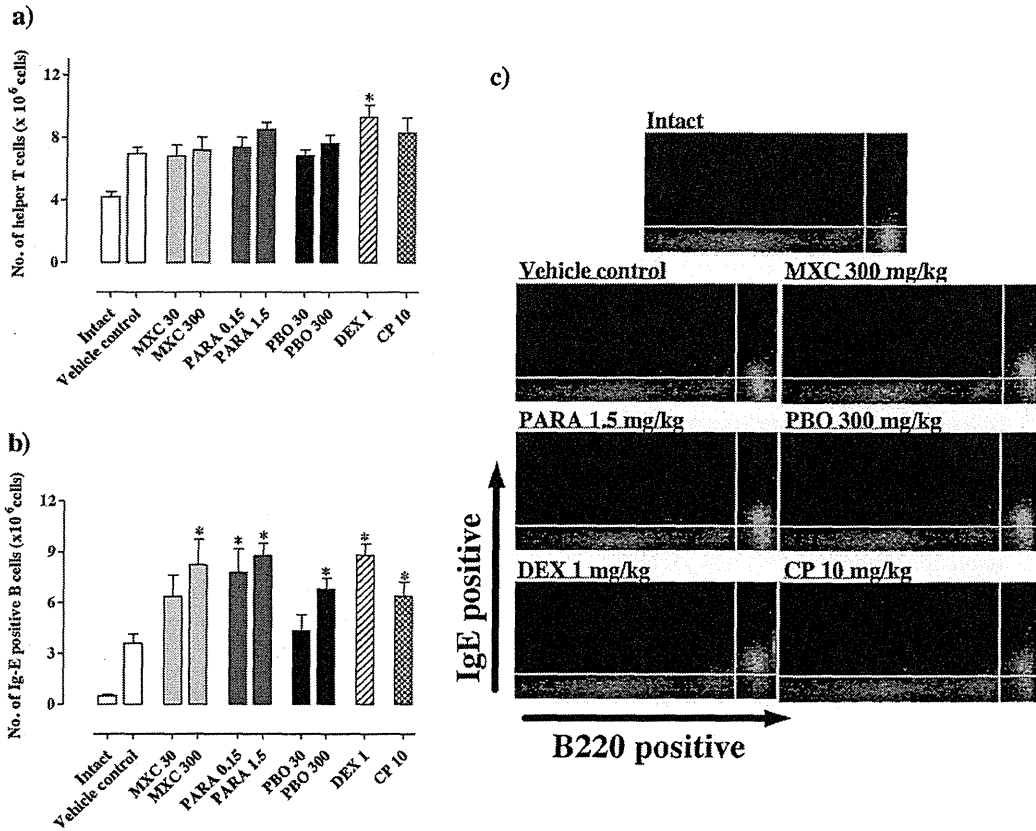 a)
No. of helper T cells (x 10⁶ cells)
12
8
4
0
Intact
Vehicle control
MXC 30
MXC 300
PARA 0.15
PARA 1.5
PBO 30
PBO 300
DEX 1
CP 10
*
b)
No. of Ig-E positive B cells (x10⁶cells)
12
9
6
3
0
* * * * * *
Intact
Vehicle control
MXC 30
MXC 300
PARA 0.15
PARA 1.5
PBO 30
PBO 300
DEX 1
CP 10
c)
Intact
Vehicle control
MXC 300 mg/kg
PARA 1.5 mg/kg
PBO 300 mg/kg
DEX 1 mg/kg
CP 10 mg/kg
IgE positive
B220 positive